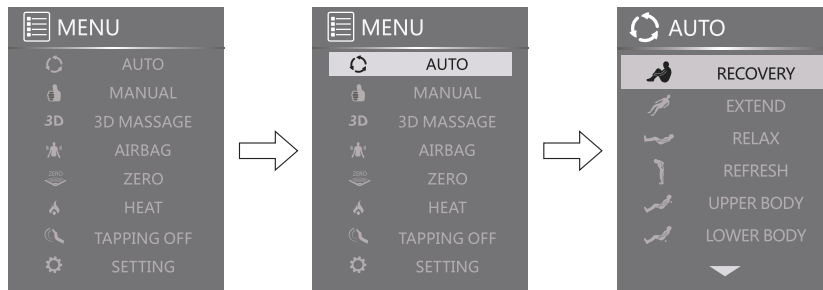 MENU
AUTO
MANUAL
3D 3D MASSAGE
AIRBAG
ZERO ZERO
HEAT
TAPPING OFF
SETTING
MENU
AUTO
MANUAL
3D 3D MASSAGE
AIRBAG
ZERO ZERO
HEAT
TAPPING OFF
SETTING
AUTO
RECOVERY
EXTEND
RELAX
REFRESH
UPPER BODY
LOWER BODY